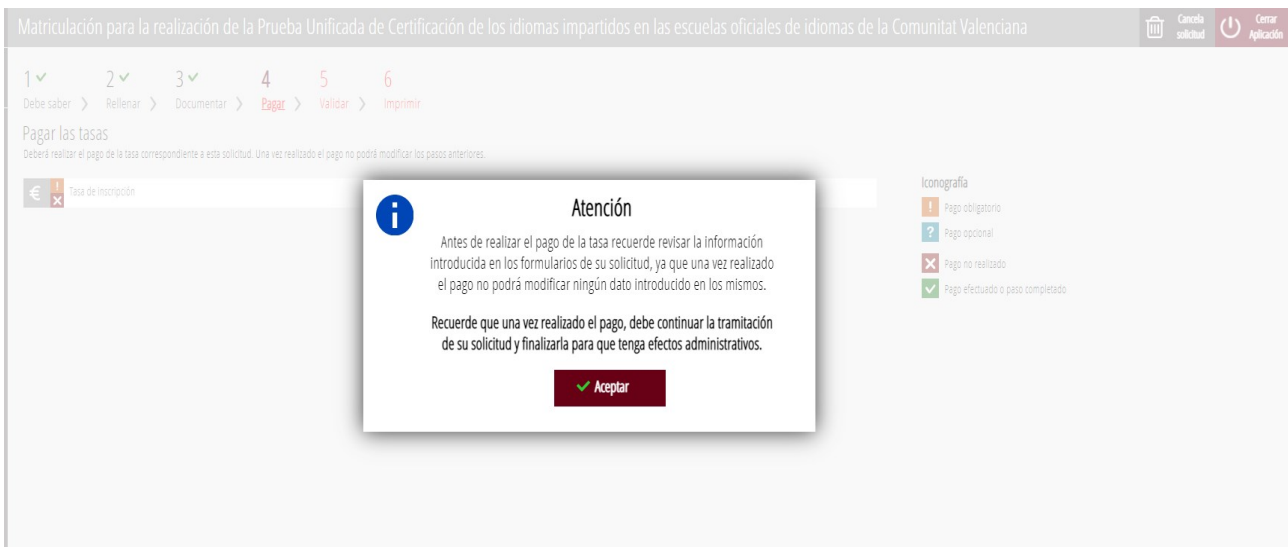 Matriculación para la realización de la Prueba Unificada de Certificación de los idiomas impartidos en las escuelas oficiales de idiomas de la Comunitat Valenciana
Cancela
solicitud
Cerrar
Aplicación
1 2 3 4 5 6
Debe saber > Rellenar > Documentar > Pagar > Validar > Imprimir
Pagar las tasas
Deberá realizar el pago de la tasa correspondiente a esta solicitud. Una vez realizado el pago no podrá modificar los pasos anteriores.
€ ! Tasa de Inscripción
Atención
Antes de realizar el pago de la tasa recuerde revisar la información
introducida en los formularios de su solicitud, ya que una vez realizado
el pago no podrá modificar ningún dato introducido en los mismos.
Recuerde que una vez realizado el pago, debe continuar la tramitación
de su solicitud y finalizarla para que tenga efectos administrativos.
Aceptar
Iconografía
! Pago obligatorio
? Pago opcional
Pago no realizado
Pago efectuado o paso completado